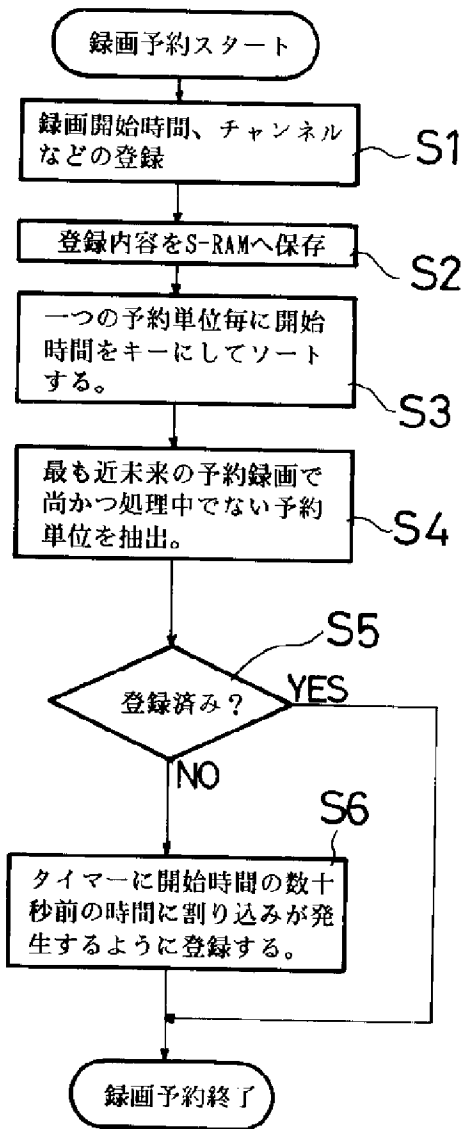 録画予約スタート
録画開始時間、チャンネル
などの登録
S1
登録内容をS-RAMへ保存
S2
一つの予約単位毎に開始
時間をキーにしてソート
する。
S3
最も近未来の予約録画で
尚かつ処理中でない予約
単位を抽出。
S4
S5
登録済み?
YES
NO
S6
タイマーに開始時間の数十
秒前の時間に割り込みが発
生するように登録する。
録画予約終了